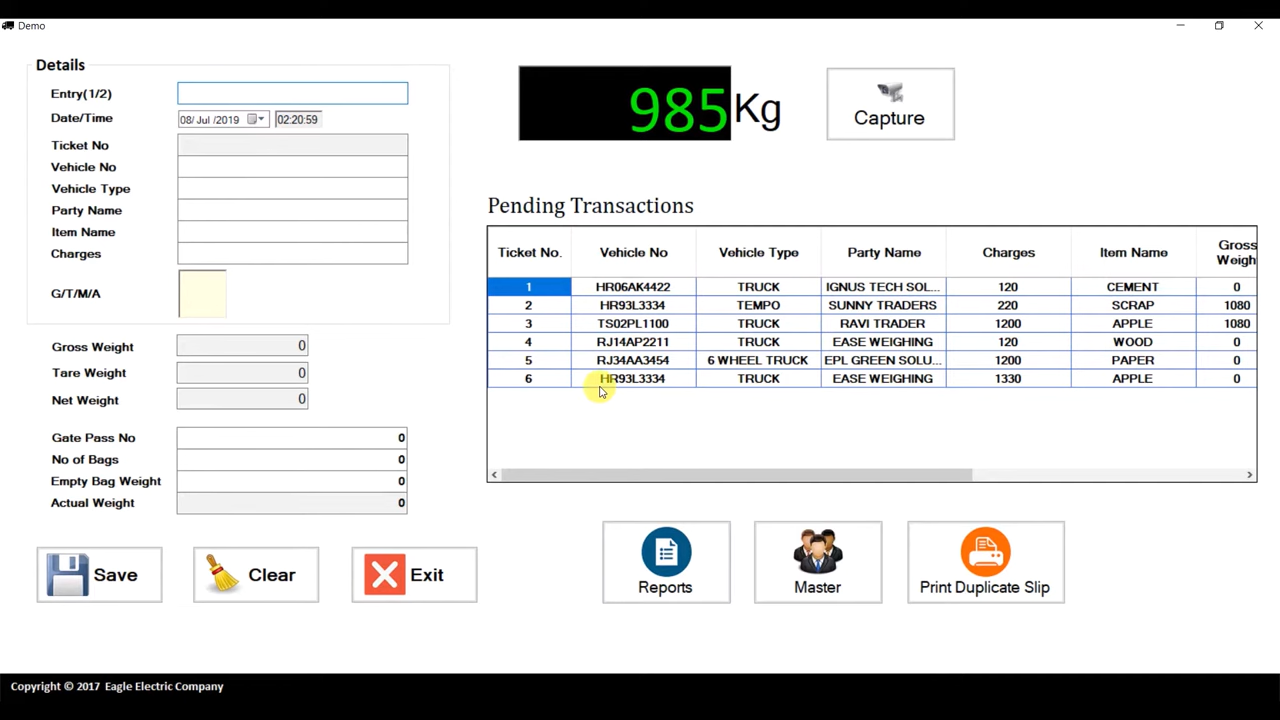 Demo
Details
Entry(1/2)
Date/Time 08/ Jul /2019 02:20:59
Ticket No
Vehicle No
Vehicle Type
Party Name
Item Name
Charges
G/T/M/A
Gross Weight 0
Tare Weight 0
Net Weight 0
Gate Pass No 0
No of Bags 0
Empty Bag Weight 0
Actual Weight 0
Save Clear Exit
985 Kg
Capture
Pending Transactions
Ticket No. Vehicle No Vehicle Type Party Name Charges Item Name Gross Weigh
1 HR06AK4422 TRUCK IGNUS TECH SOL... 120 CEMENT 0
2 HR93L3334 TEMPO SUNNY TRADERS 220 SCRAP 1080
3 TS02PL1100 TRUCK RAVI TRADER 1200 APPLE 1080
4 RJ14AP2211 TRUCK EASE WEIGHING 120 WOOD 0
5 RJ34AA3454 6 WHEEL TRUCK EPL GREEN SOLU... 1200 PAPER 0
6 HR93L3334 TRUCK EASE WEIGHING 1330 APPLE 0
Reports Master Print Duplicate Slip
Copyright © 2017 Eagle Electric Company